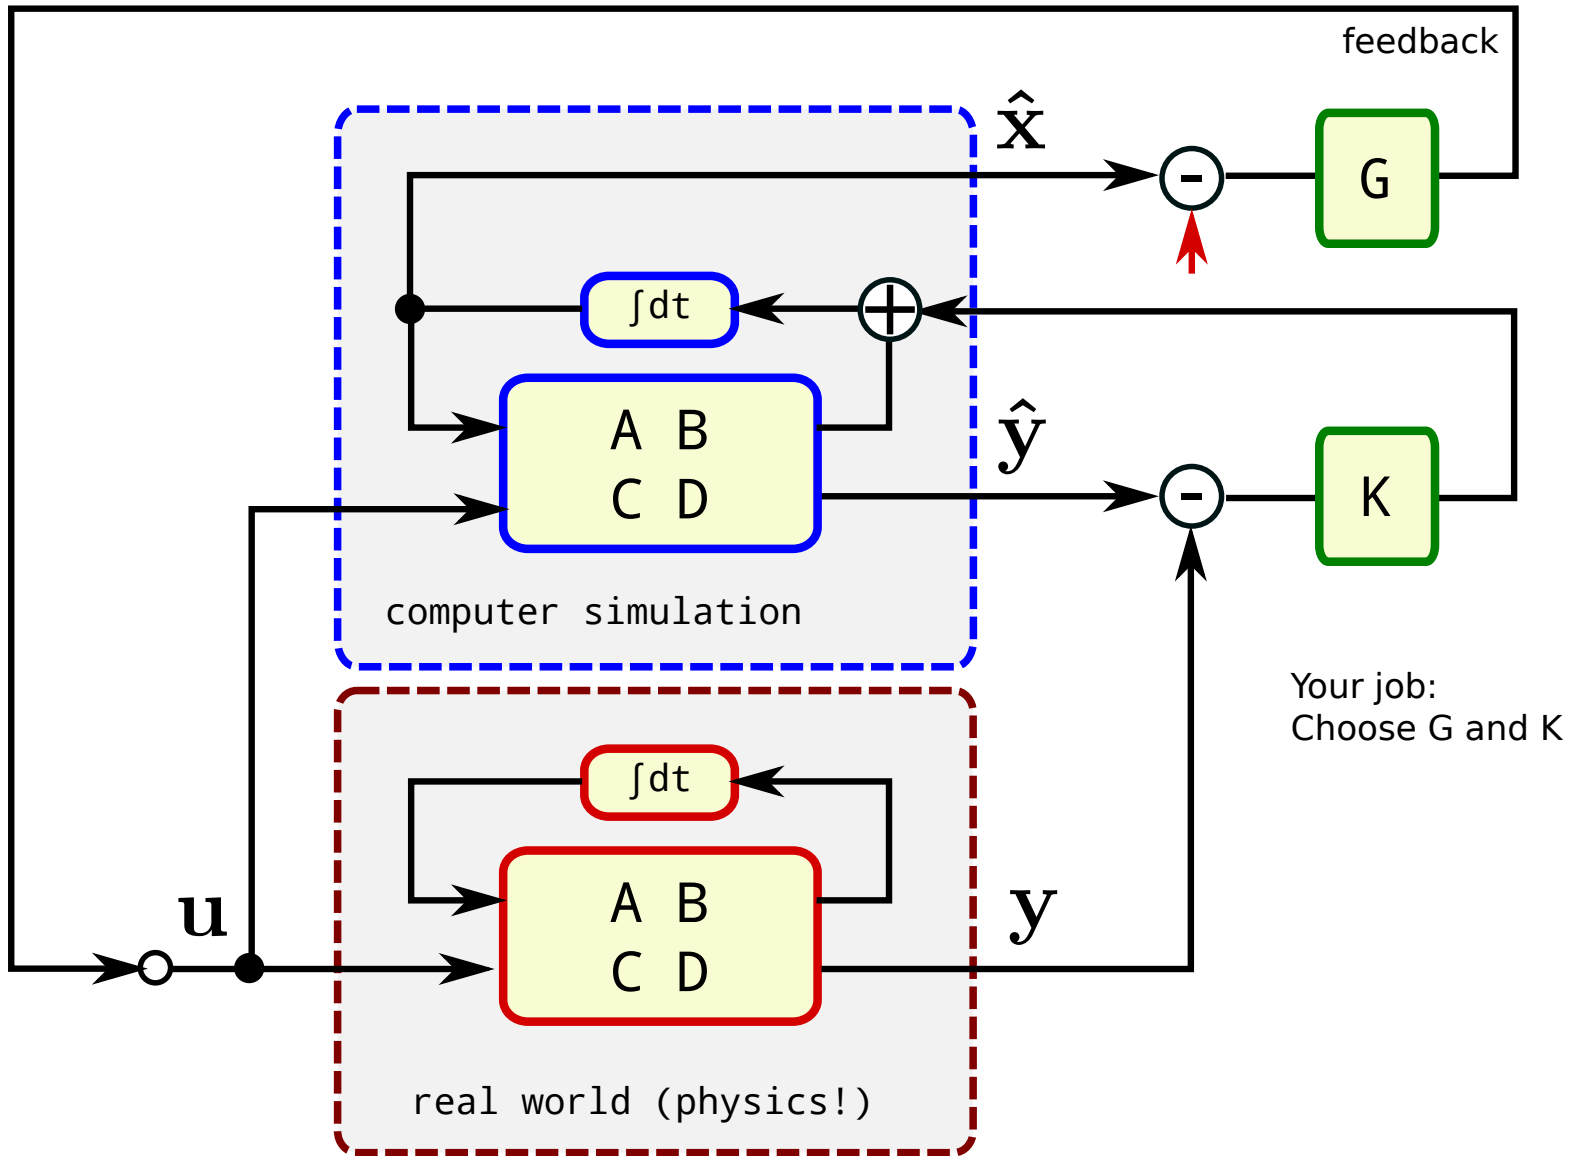 feedback
x̂
-
G
∫dt
+
A B
C D
ŷ
-
K
computer simulation
Your job:
Choose G and K
∫dt
u
A B
C D
y
real world (physics!)